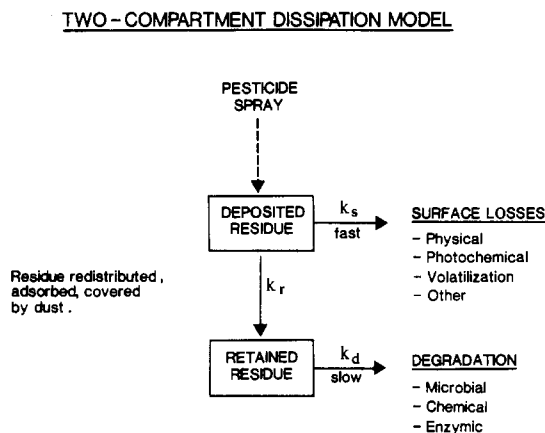 TWO-COMPARTMENT DISSIPATION MODEL
PESTICIDE
SPRAY
DEPOSITED
RESIDUE
ks
fast
SURFACE LOSSES
- Physical
- Photochemical
- Volatilization
- Other
Residue redistributed,
adsorbed, covered
by dust.
kr
RETAINED
RESIDUE
kd
slow
DEGRADATION
- Microbial
- Chemical
- Enzymic